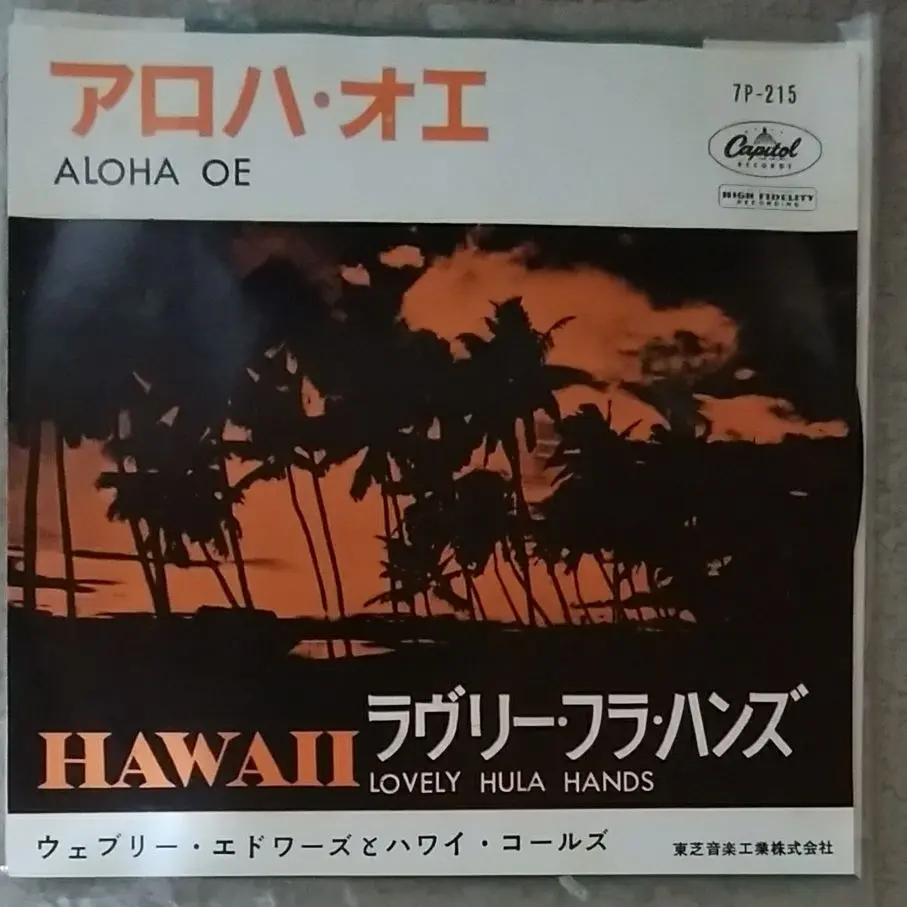 アロハ・オエ
ALOHA OE
7P-215
Capitol
RECORDS
HIGH FIDELITY
RECORDING
HAWAII
ラヴリー・フラ・ハンズ
LOVELY HULA HANDS
ウェブリー・エドワーズとハワイ・コールズ
東芝音楽工業株式会社